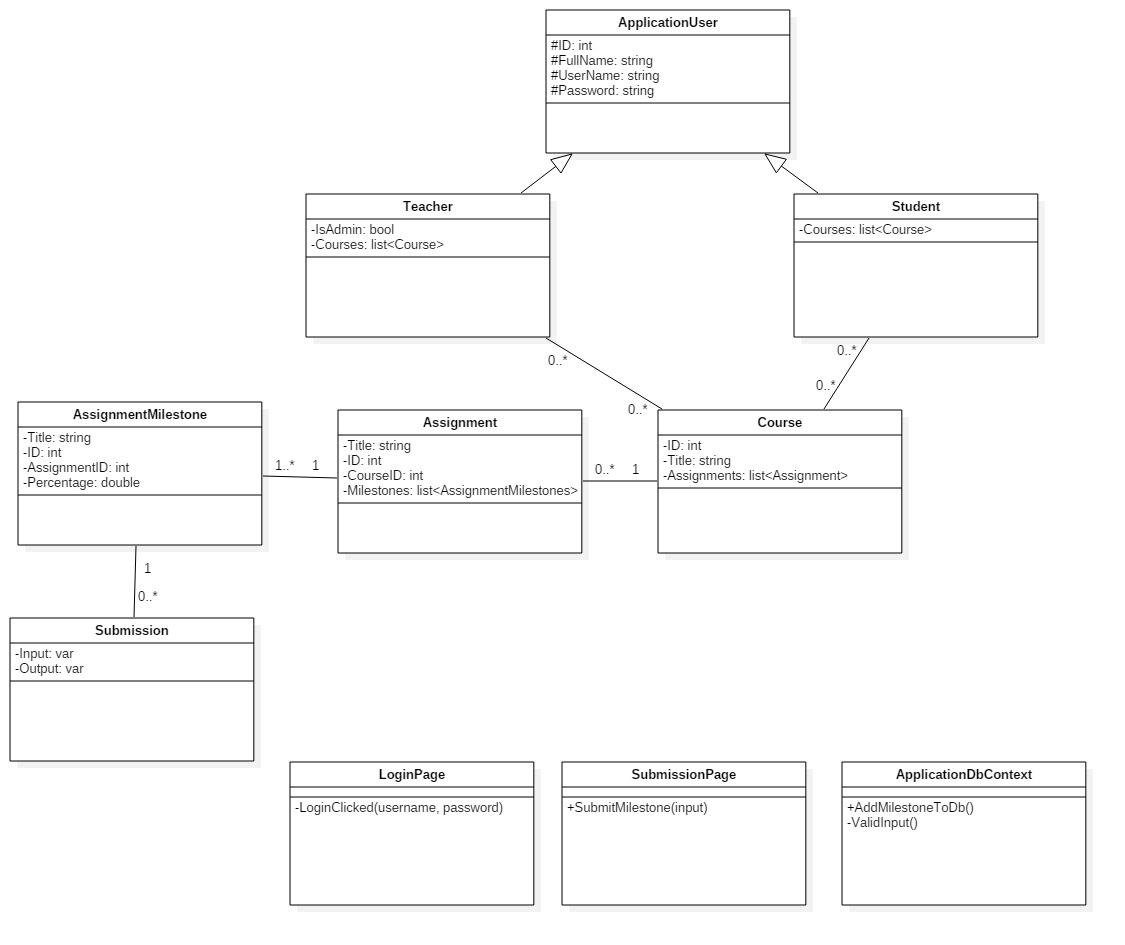 ApplicationUser
#ID: int
#FullName: string
#UserName: string
#Password: string
Teacher
-IsAdmin: bool
-Courses: list<Course>
Student
-Courses: list<Course>
0..*
0..*
0..*
0..*
AssignmentMilestone
-Title: string
-ID: int
-AssignmentID: int
-Percentage: double
1..* 1
Assignment
-Title: string
-ID: int
-CourseID: int
-Milestones: list<AssignmentMilestones>
0..* 1
Course
-ID: int
-Title: string
-Assignments: list<Assignment>
1
0..*
Submission
-Input: var
-Output: var
LoginPage
-LoginClicked(username, password)
SubmissionPage
+SubmitMilestone(input)
ApplicationDbContext
+AddMilestoneToDb()
-ValidInput()